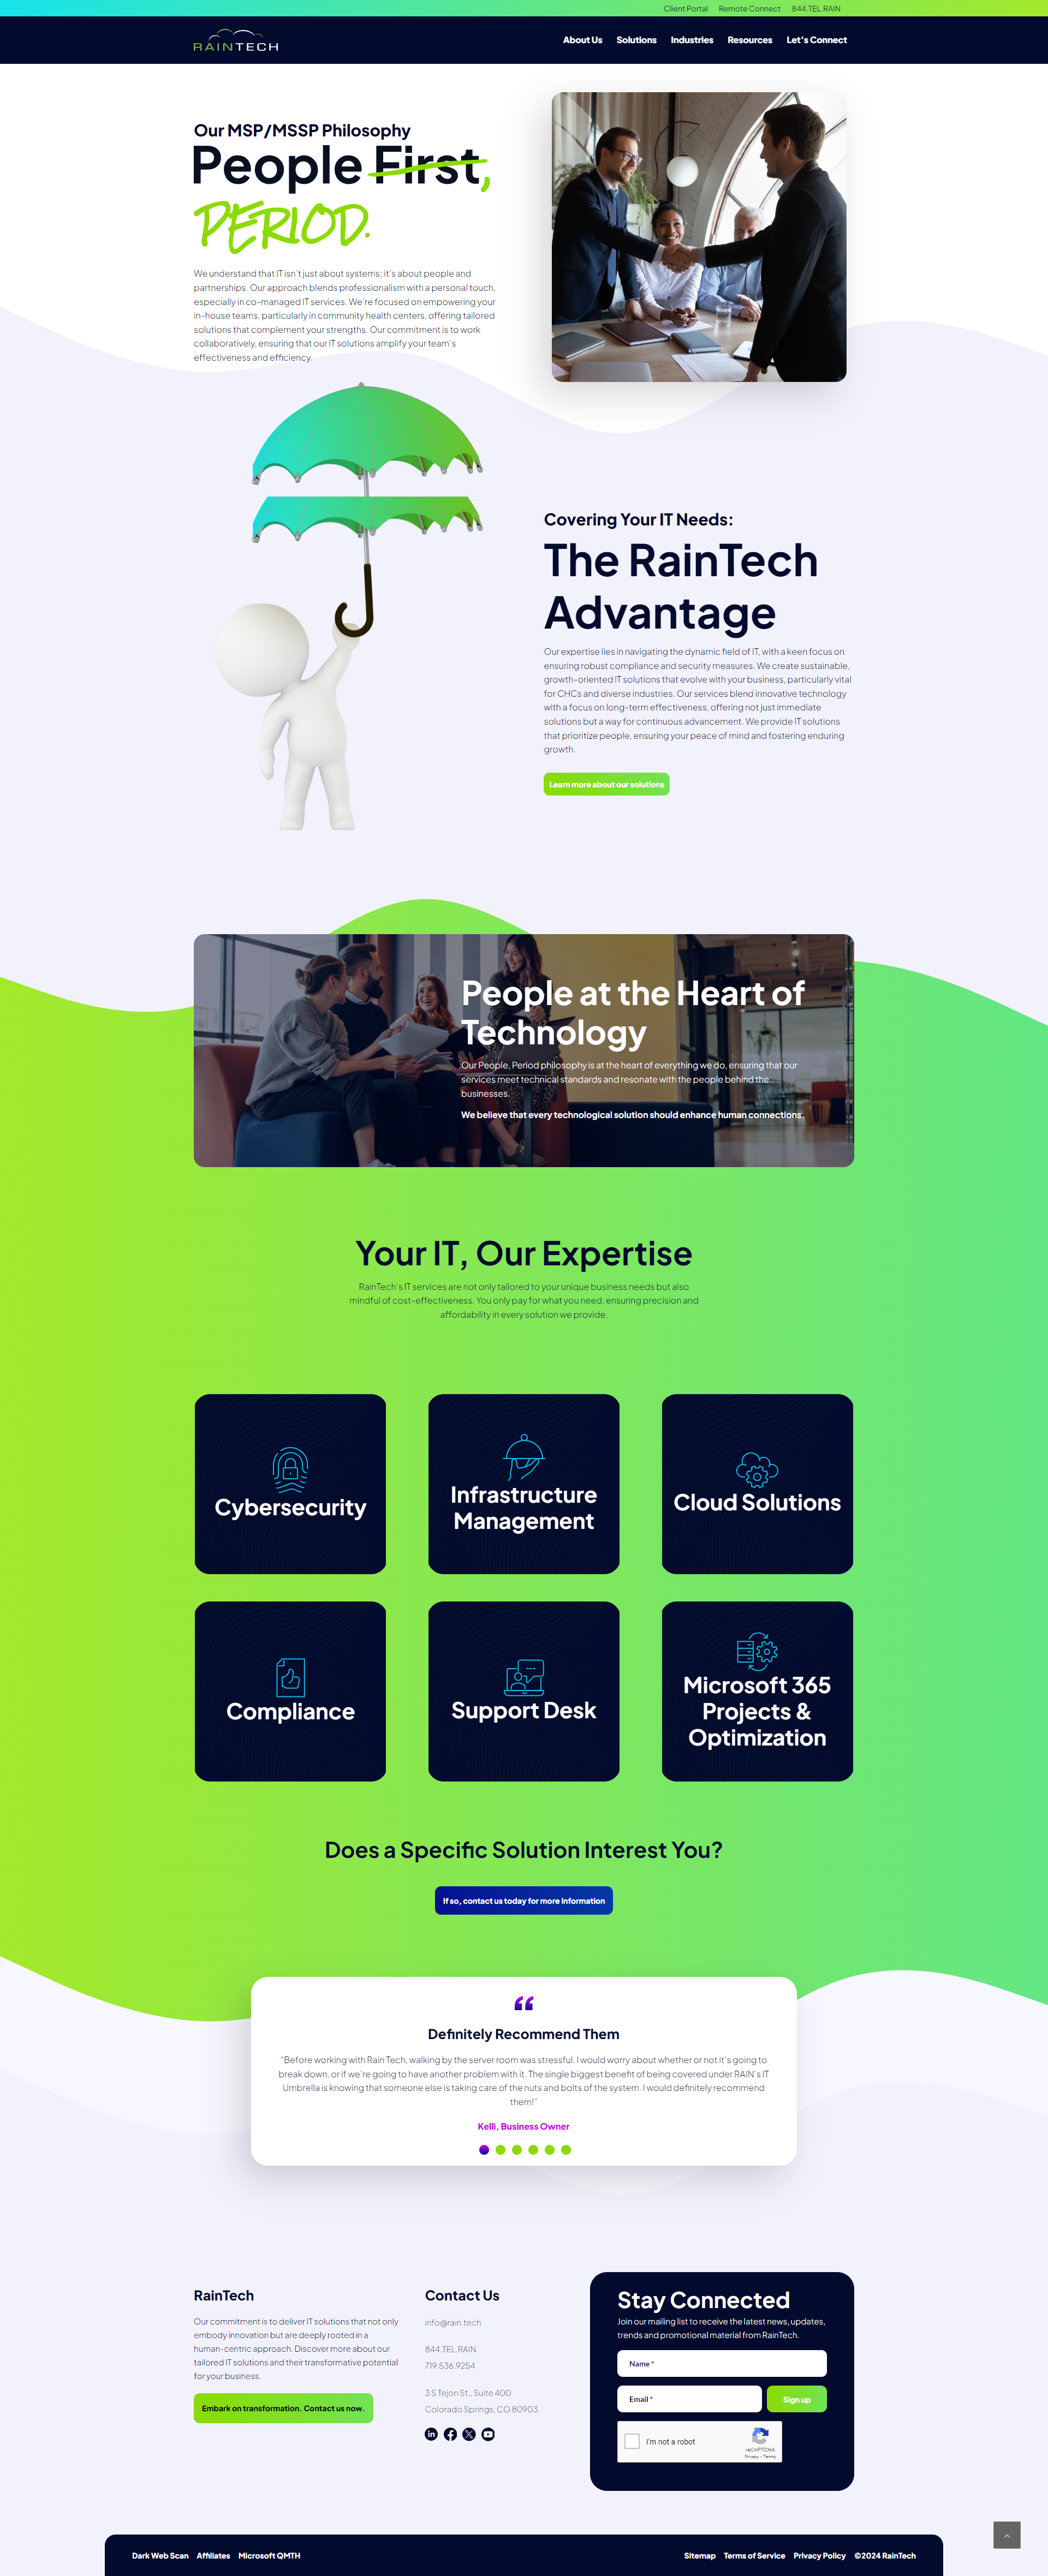 Client Portal Remote Connect 844.TEL.RAIN
RAINTECH
About Us Solutions Industries Resources Let's Connect
Our MSP/MSSP Philosophy
People First,
PERIOD.
We understand that IT isn't just about systems; it's about people and
partnerships. Our approach blends professionalism with a personal touch,
especially in co-managed IT services. We're focused on empowering your
in-house teams, particularly in community health centers, offering tailored
solutions that complement your strengths. Our commitment is to work
collaboratively, ensuring that our IT solutions amplify your team's
effectiveness and efficiency.
Covering Your IT Needs:
The RainTech
Advantage
Our expertise lies in navigating the dynamic field of IT, with a keen focus on
ensuring robust compliance and security measures. We create sustainable,
growth-oriented IT solutions that evolve with your business, particularly vital
for CHCs and diverse industries. Our services blend innovative technology
with a focus on long-term effectiveness, offering not just immediate
solutions but a way for continuous advancement. We provide IT solutions
that prioritize people, ensuring your peace of mind and fostering enduring
growth.
Learn more about our solutions
People at the Heart of
Technology
Our People, Period philosophy is at the heart of everything we do, ensuring that our
services meet technical standards and resonate with the people behind the
businesses.
We believe that every technological solution should enhance human connections.
Your IT, Our Expertise
RainTech's IT services are not only tailored to your unique business needs but also
mindful of cost-effectiveness. You only pay for what you need, ensuring precision and
affordability in every solution we provide.
Cybersecurity
Infrastructure
Management
Cloud Solutions
Compliance
Support Desk
Microsoft 365
Projects &
Optimization
Does a Specific Solution Interest You?
If so, contact us today for more information
“
Definitely Recommend Them
"Before working with Rain Tech, walking by the server room was stressful. I would worry about whether or not it's going to
break down, or if we're going to have another problem with it. The single biggest benefit of being covered under RAIN's IT
Umbrella is knowing that someone else is taking care of the nuts and bolts of the system. I would definitely recommend
them!"
Kelli, Business Owner
RainTech
Our commitment is to deliver IT solutions that not only
embody innovation but are deeply rooted in a
human-centric approach. Discover more about our
tailored IT solutions and their transformative potential
for your business.
Embark on transformation. Contact us now.
Contact Us
info@rain.tech
844.TEL.RAIN
719.536.9254
3 S Tejon St., Suite 400
Colorado Springs, CO 80903
Stay Connected
Join our mailing list to receive the latest news, updates,
trends and promotional material from RainTech.
Name *
Email *
Sign up
I'm not a robot
reCAPTCHA
Privacy - Terms
Dark Web Scan Affiliates Microsoft QMTH
Sitemap Terms of Service Privacy Policy ©2024 RainTech